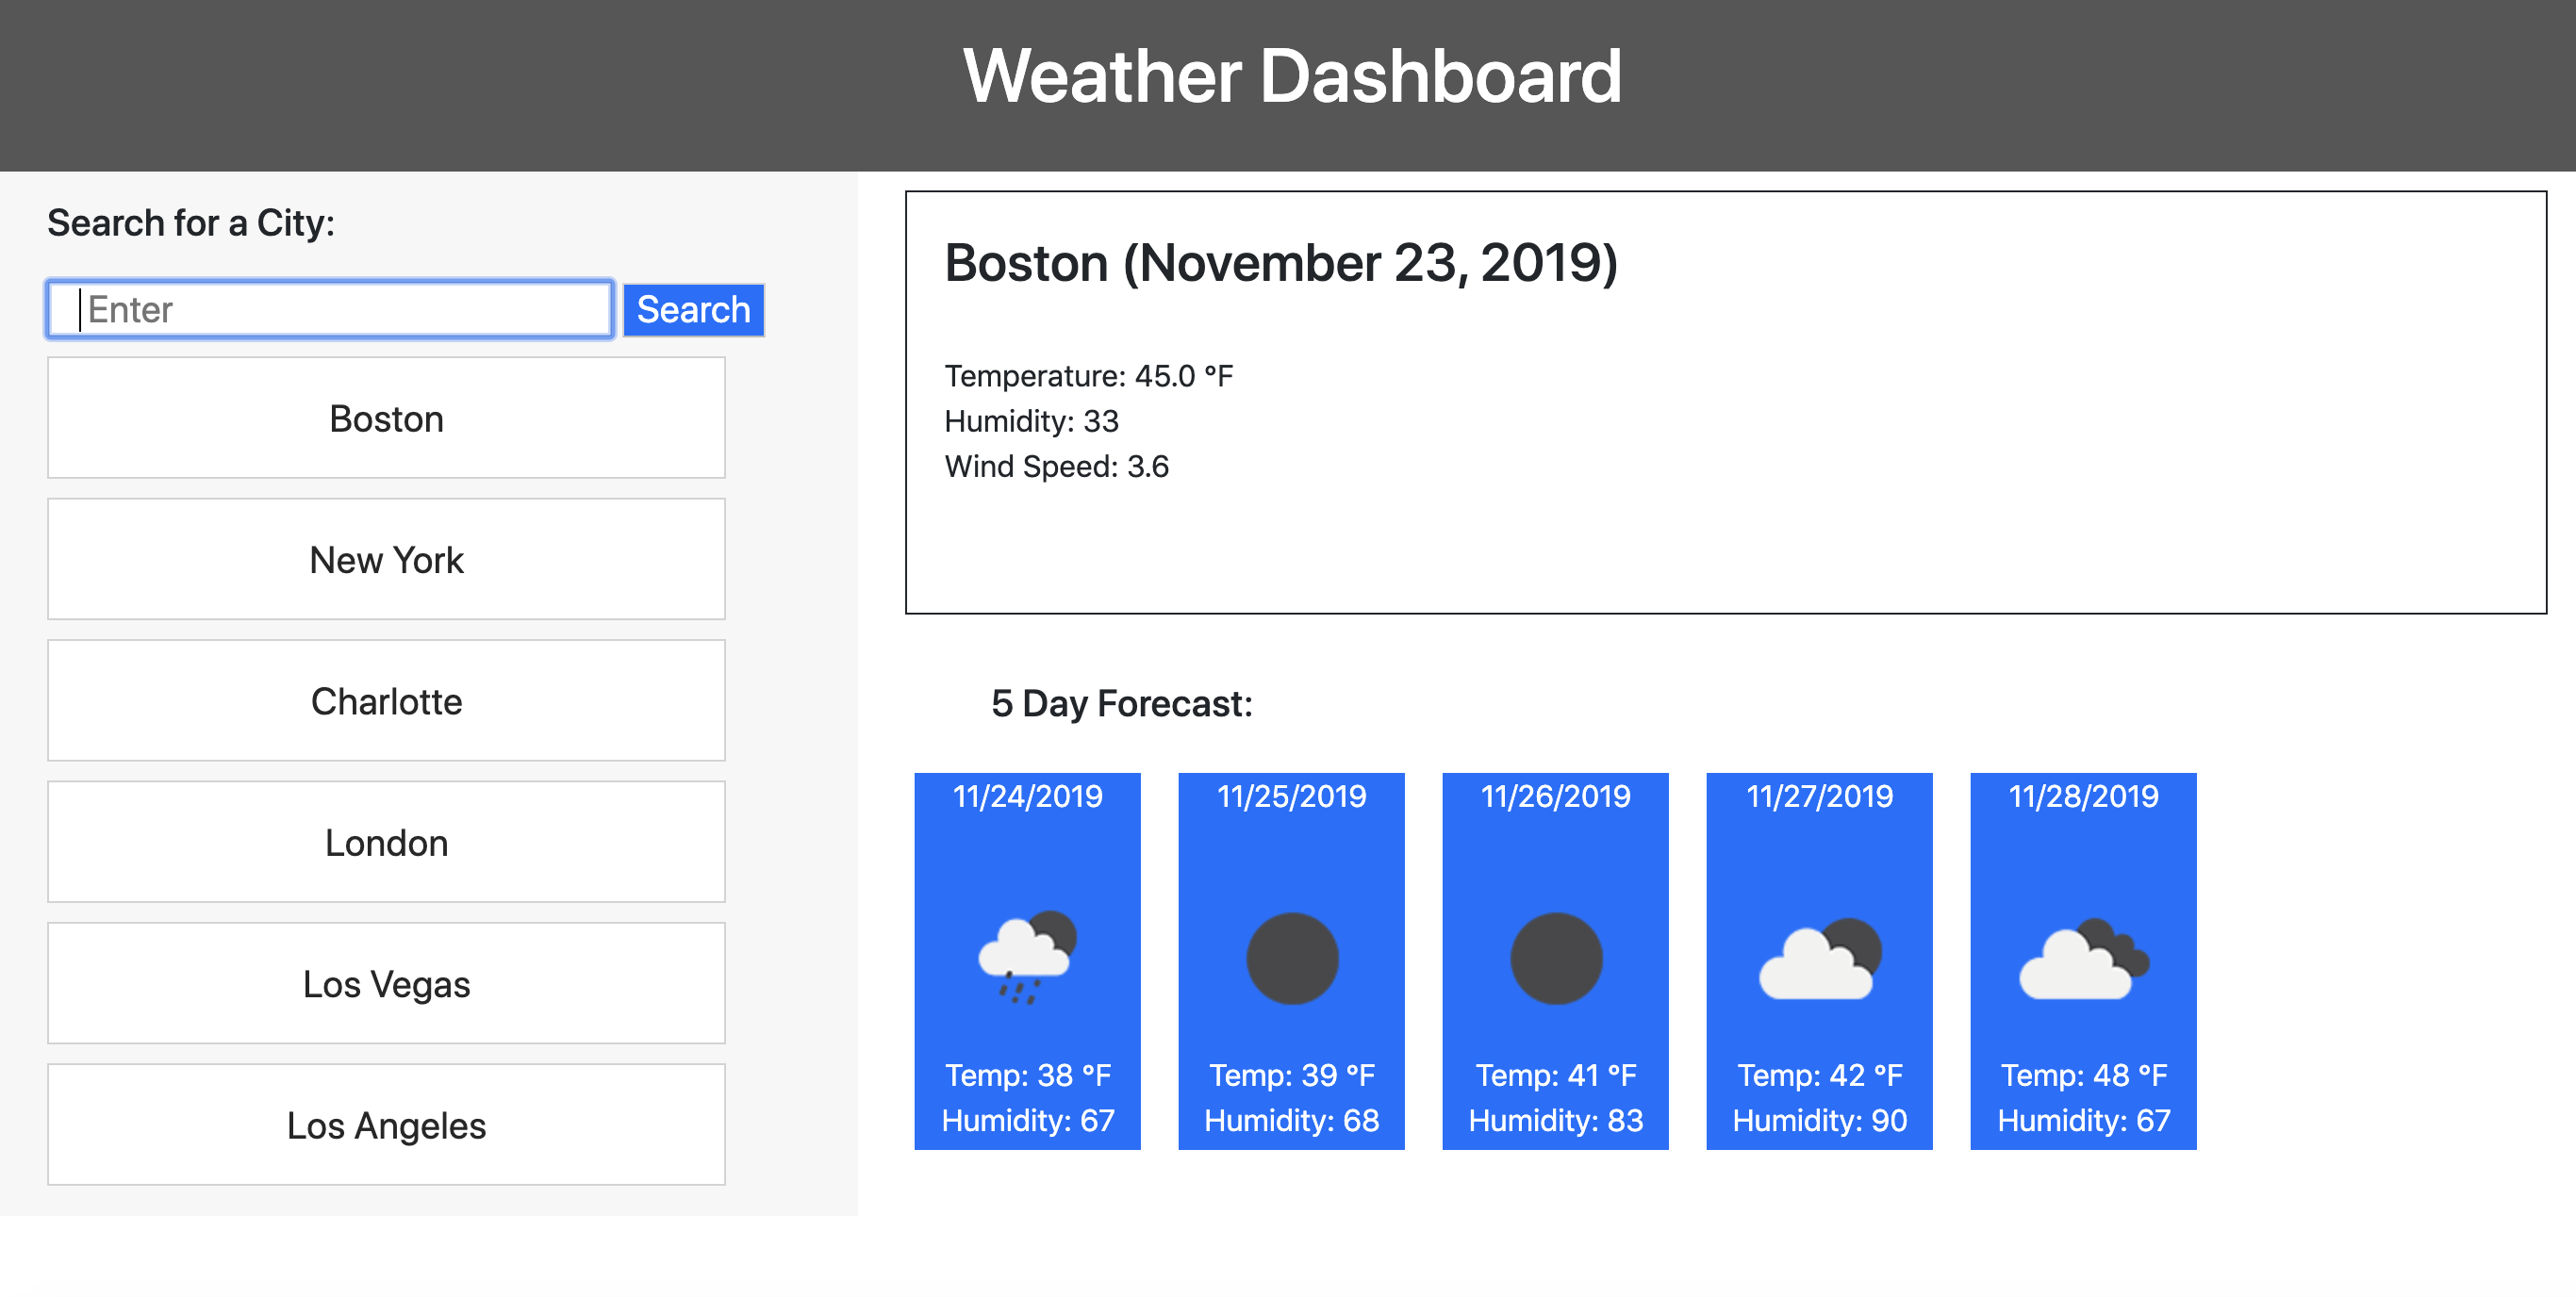 Weather Dashboard
Search for a City:
Enter
Search
Boston
New York
Charlotte
London
Los Vegas
Los Angeles
Boston (November 23, 2019)
Temperature: 45.0 °F
Humidity: 33
Wind Speed: 3.6
5 Day Forecast:
11/24/2019
Temp: 38 °F
Humidity: 67
11/25/2019
Temp: 39 °F
Humidity: 68
11/26/2019
Temp: 41 °F
Humidity: 83
11/27/2019
Temp: 42 °F
Humidity: 90
11/28/2019
Temp: 48 °F
Humidity: 67